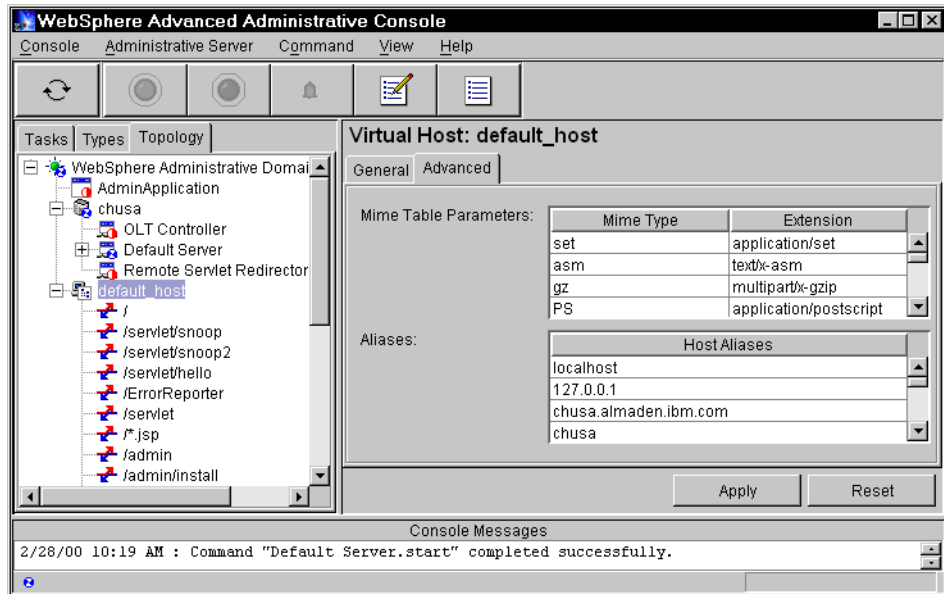 WebSphere Advanced Administrative Console
Console Administrative Server Command View Help
Tasks Types Topology
WebSphere Administrative Domai
AdminApplication
chusa
OLT Controller
Default Server
Remote Servlet Redirector
default_host
/
/servlet/snoop
/servlet/snoop2
/servlet/hello
/ErrorReporter
/servlet
/*.jsp
/admin
/admin/install
Virtual Host: default_host
General Advanced
Mime Table Parameters:
Mime Type Extension
set application/set
asm text/x-asm
gz multipart/x-gzip
PS application/postscript
Aliases:
Host Aliases
localhost
127.0.0.1
chusa.almaden.ibm.com
chusa
Apply Reset
Console Messages
2/28/00 10:19 AM : Command "Default Server.start" completed successfully.